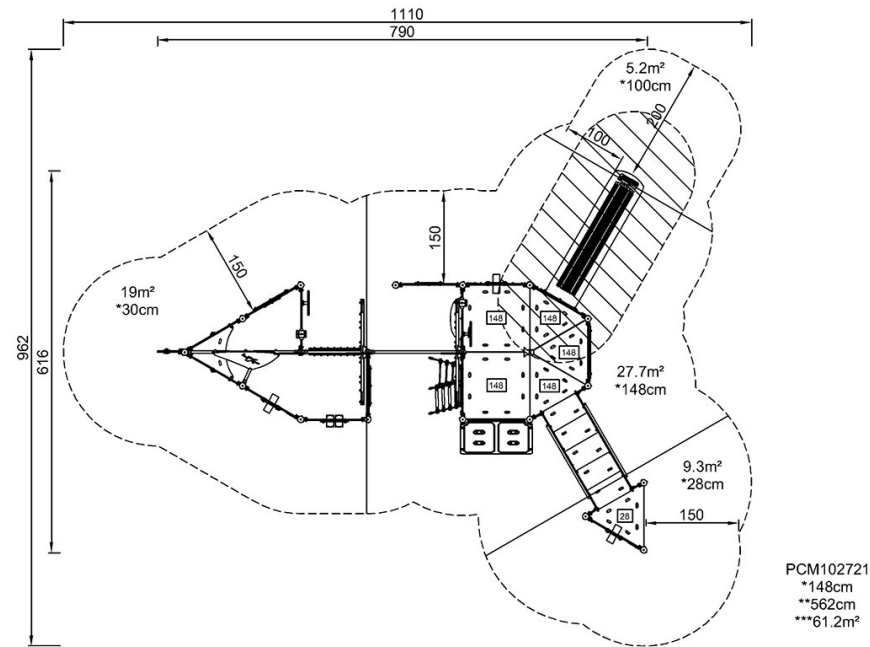 1110
790
5.2m²
*100cm
200
100
150
150
19m²
*30cm
962
616
148
148
148
148
148
27.7m²
*148cm
9.3m²
*28cm
28
150
PCM102721
*148cm
**562cm
***61.2m²